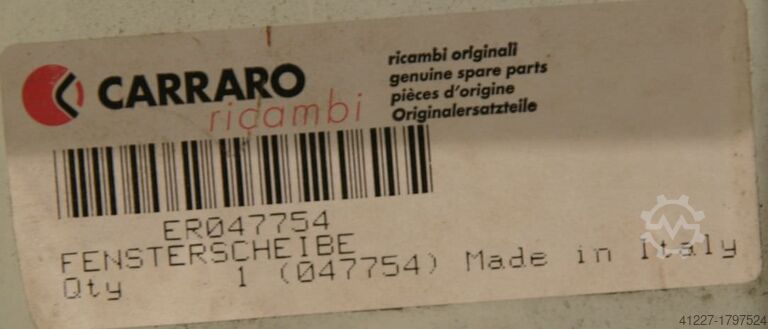 CARRARO
ricambi
ricambi originali
genuine spare parts
pièces d'origine
Originalersatzteile
ER047754
FENSTERSCHEIBE
Qty 1 (047754) Made in Italy
41227-1797524